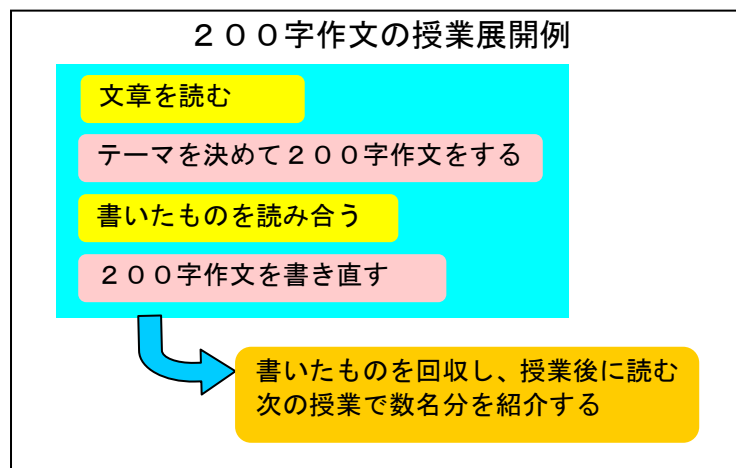 ２００字作文の授業展開例
文章を読む
テーマを決めて２００字作文をする
書いたものを読み合う
２００字作文を書き直す
書いたものを回収し、授業後に読む
次の授業で数名分を紹介する